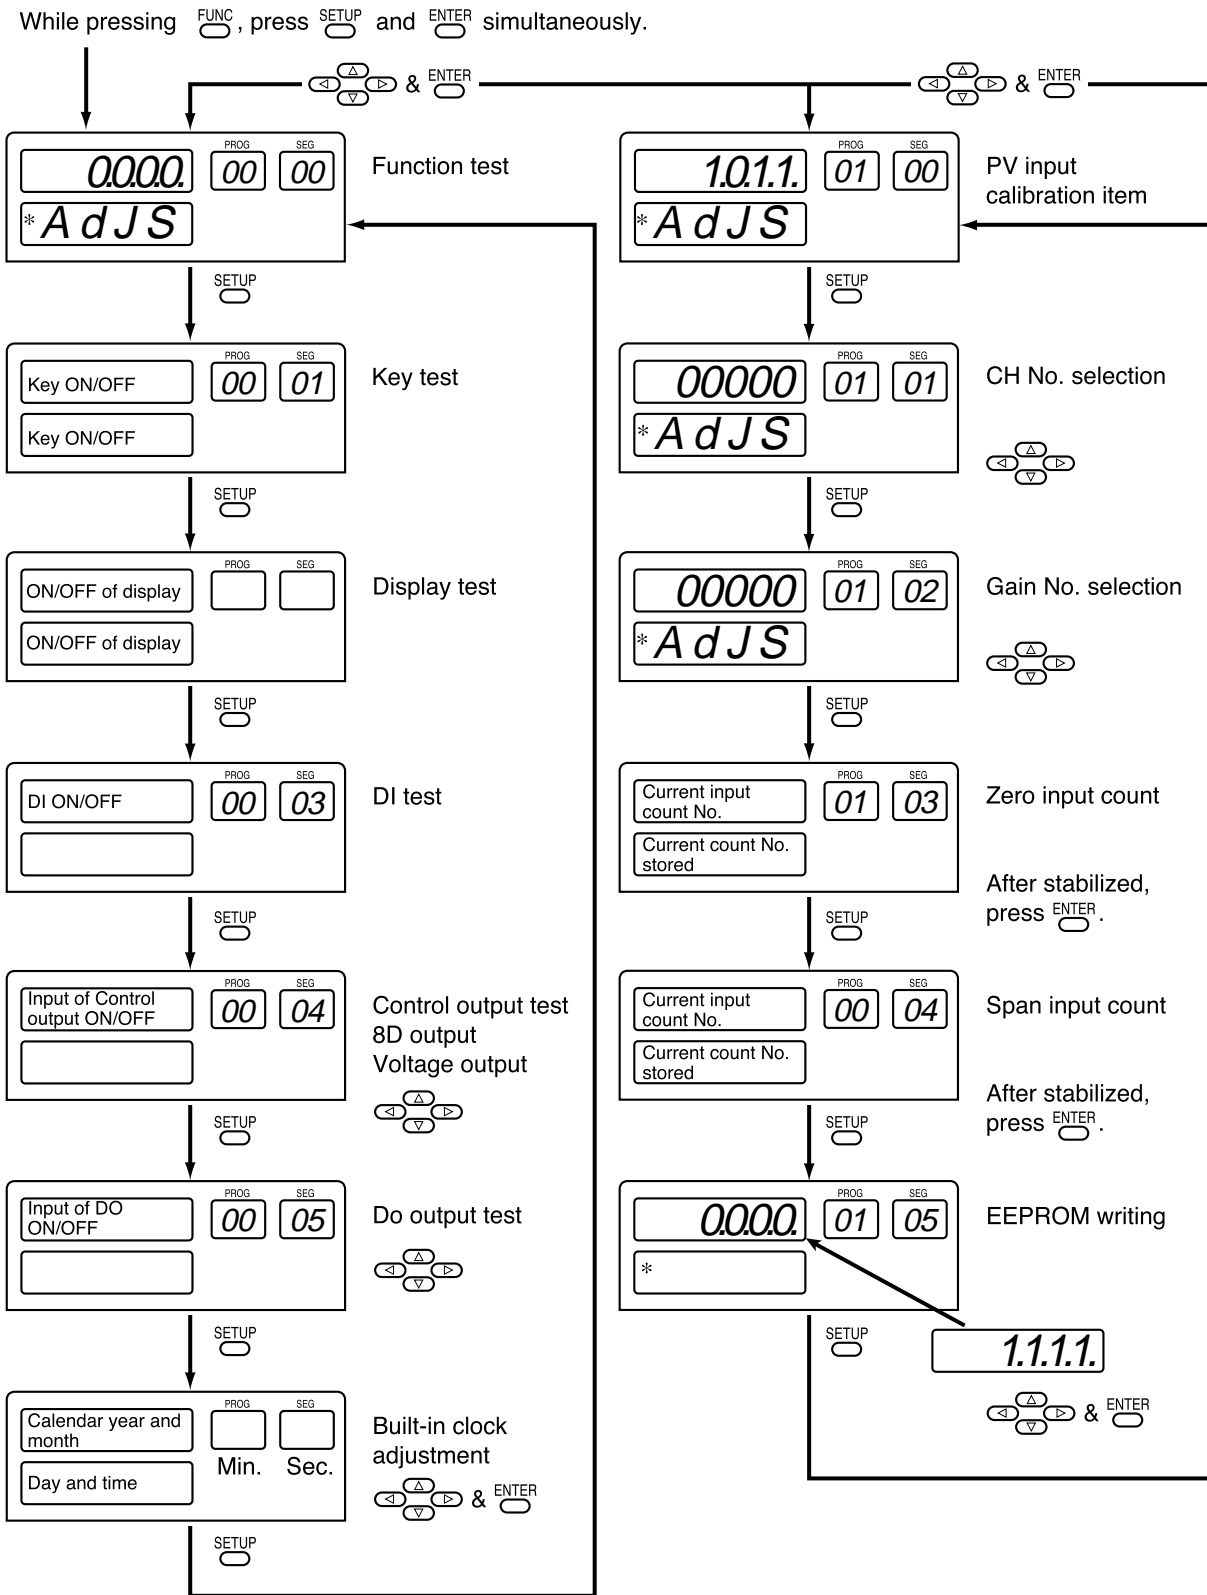 While pressing FUNC, press SETUP and ENTER simultaneously.
& ENTER
& ENTER
0.0.0.0.
PROG
00
SEG
00
*AdJS
Function test
SETUP
Key ON/OFF
PROG
00
SEG
01
Key ON/OFF
Key test
SETUP
ON/OFF of display
PROG
SEG
ON/OFF of display
Display test
SETUP
DI ON/OFF
PROG
00
SEG
03
DI test
SETUP
Input of Control
output ON/OFF
PROG
00
SEG
04
Control output test
8D output
Voltage output
SETUP
Input of DO
ON/OFF
PROG
00
SEG
05
Do output test
SETUP
Calendar year and
month
PROG
SEG
Min. Sec.
Day and time
Built-in clock
adjustment
& ENTER
SETUP
1.0.1.1.
PROG
01
SEG
00
*AdJS
PV input
calibration item
SETUP
00000
PROG
01
SEG
01
*AdJS
CH No. selection
SETUP
00000
PROG
01
SEG
02
*AdJS
Gain No. selection
SETUP
Current input
count No.
PROG
01
SEG
03
Current count No.
stored
Zero input count
After stabilized,
press ENTER.
SETUP
Current input
count No.
PROG
00
SEG
04
Current count No.
stored
Span input count
After stabilized,
press ENTER.
SETUP
0.0.0.0.
PROG
01
SEG
05
*
EEPROM writing
SETUP
1.1.1.1.
& ENTER